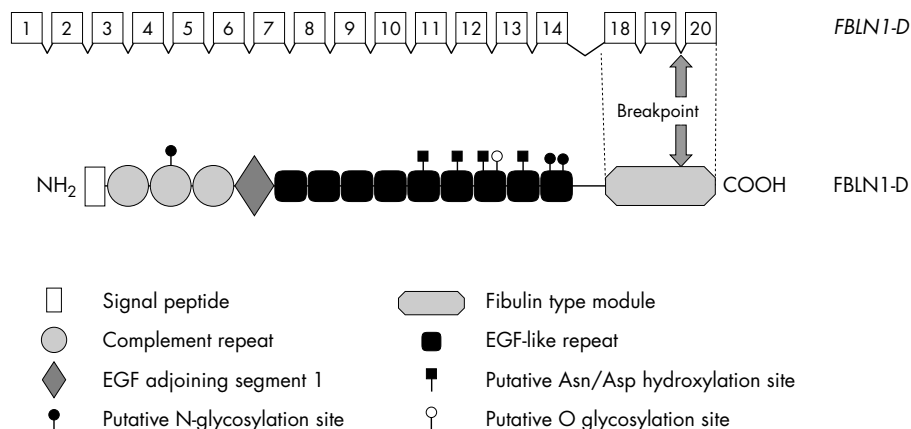 1 2 3 4 5 6 7 8 9 10 11 12 13 14 18 19 20 FBLN1-D
Breakpoint
NH2 COOH FBLN1-D
Signal peptide Fibulin type module
Complement repeat EGF-like repeat
EGF adjoining segment 1 Putative Asn/Asp hydroxylation site
Putative N-glycosylation site Putative O glycosylation site